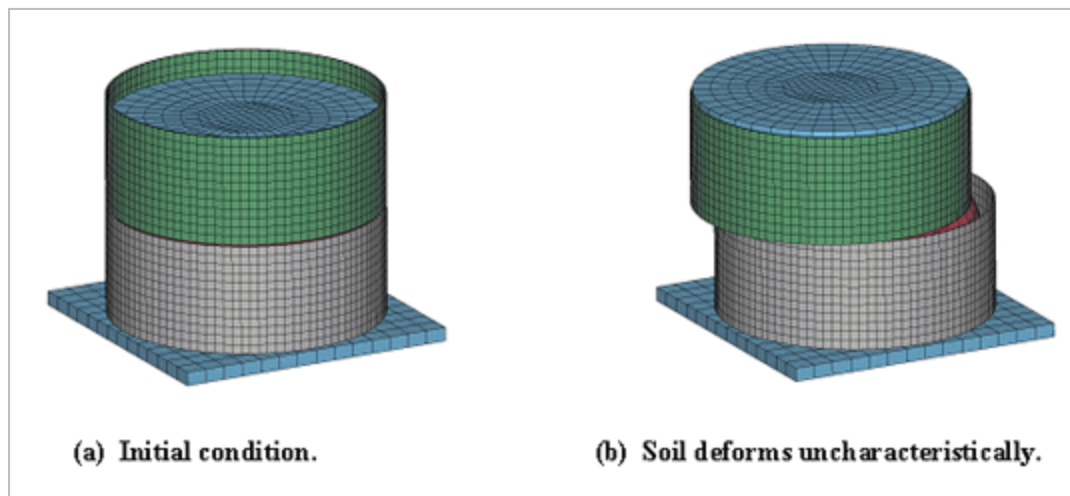 (a) Initial condition.
(b) Soil deforms uncharacteristically.